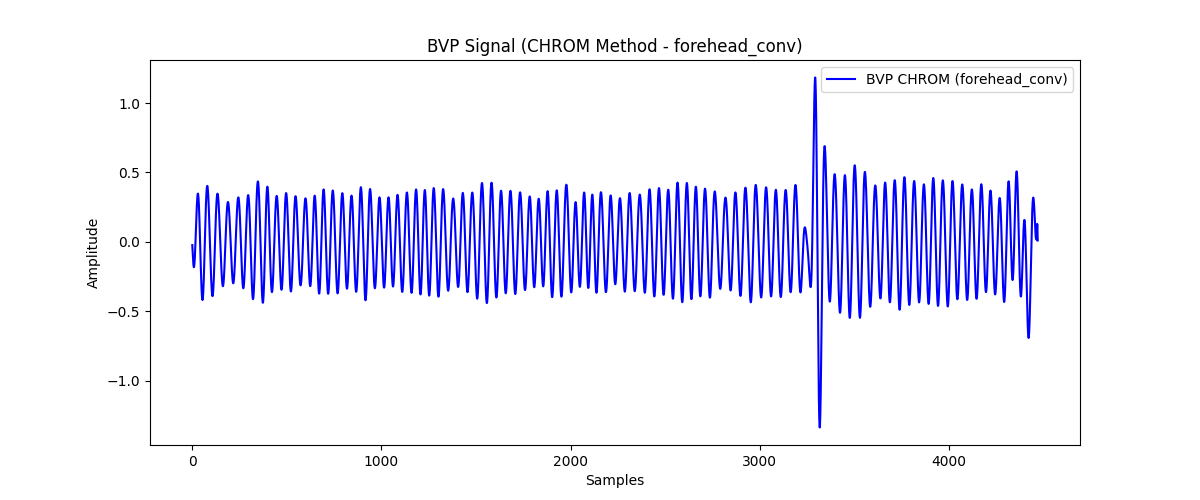 BVP Signal (CHROM Method - forehead_conv)
BVP CHROM (forehead_conv)
1.0
0.5
0.0
−0.5
−1.0
Amplitude
0 1000 2000 3000 4000
Samples